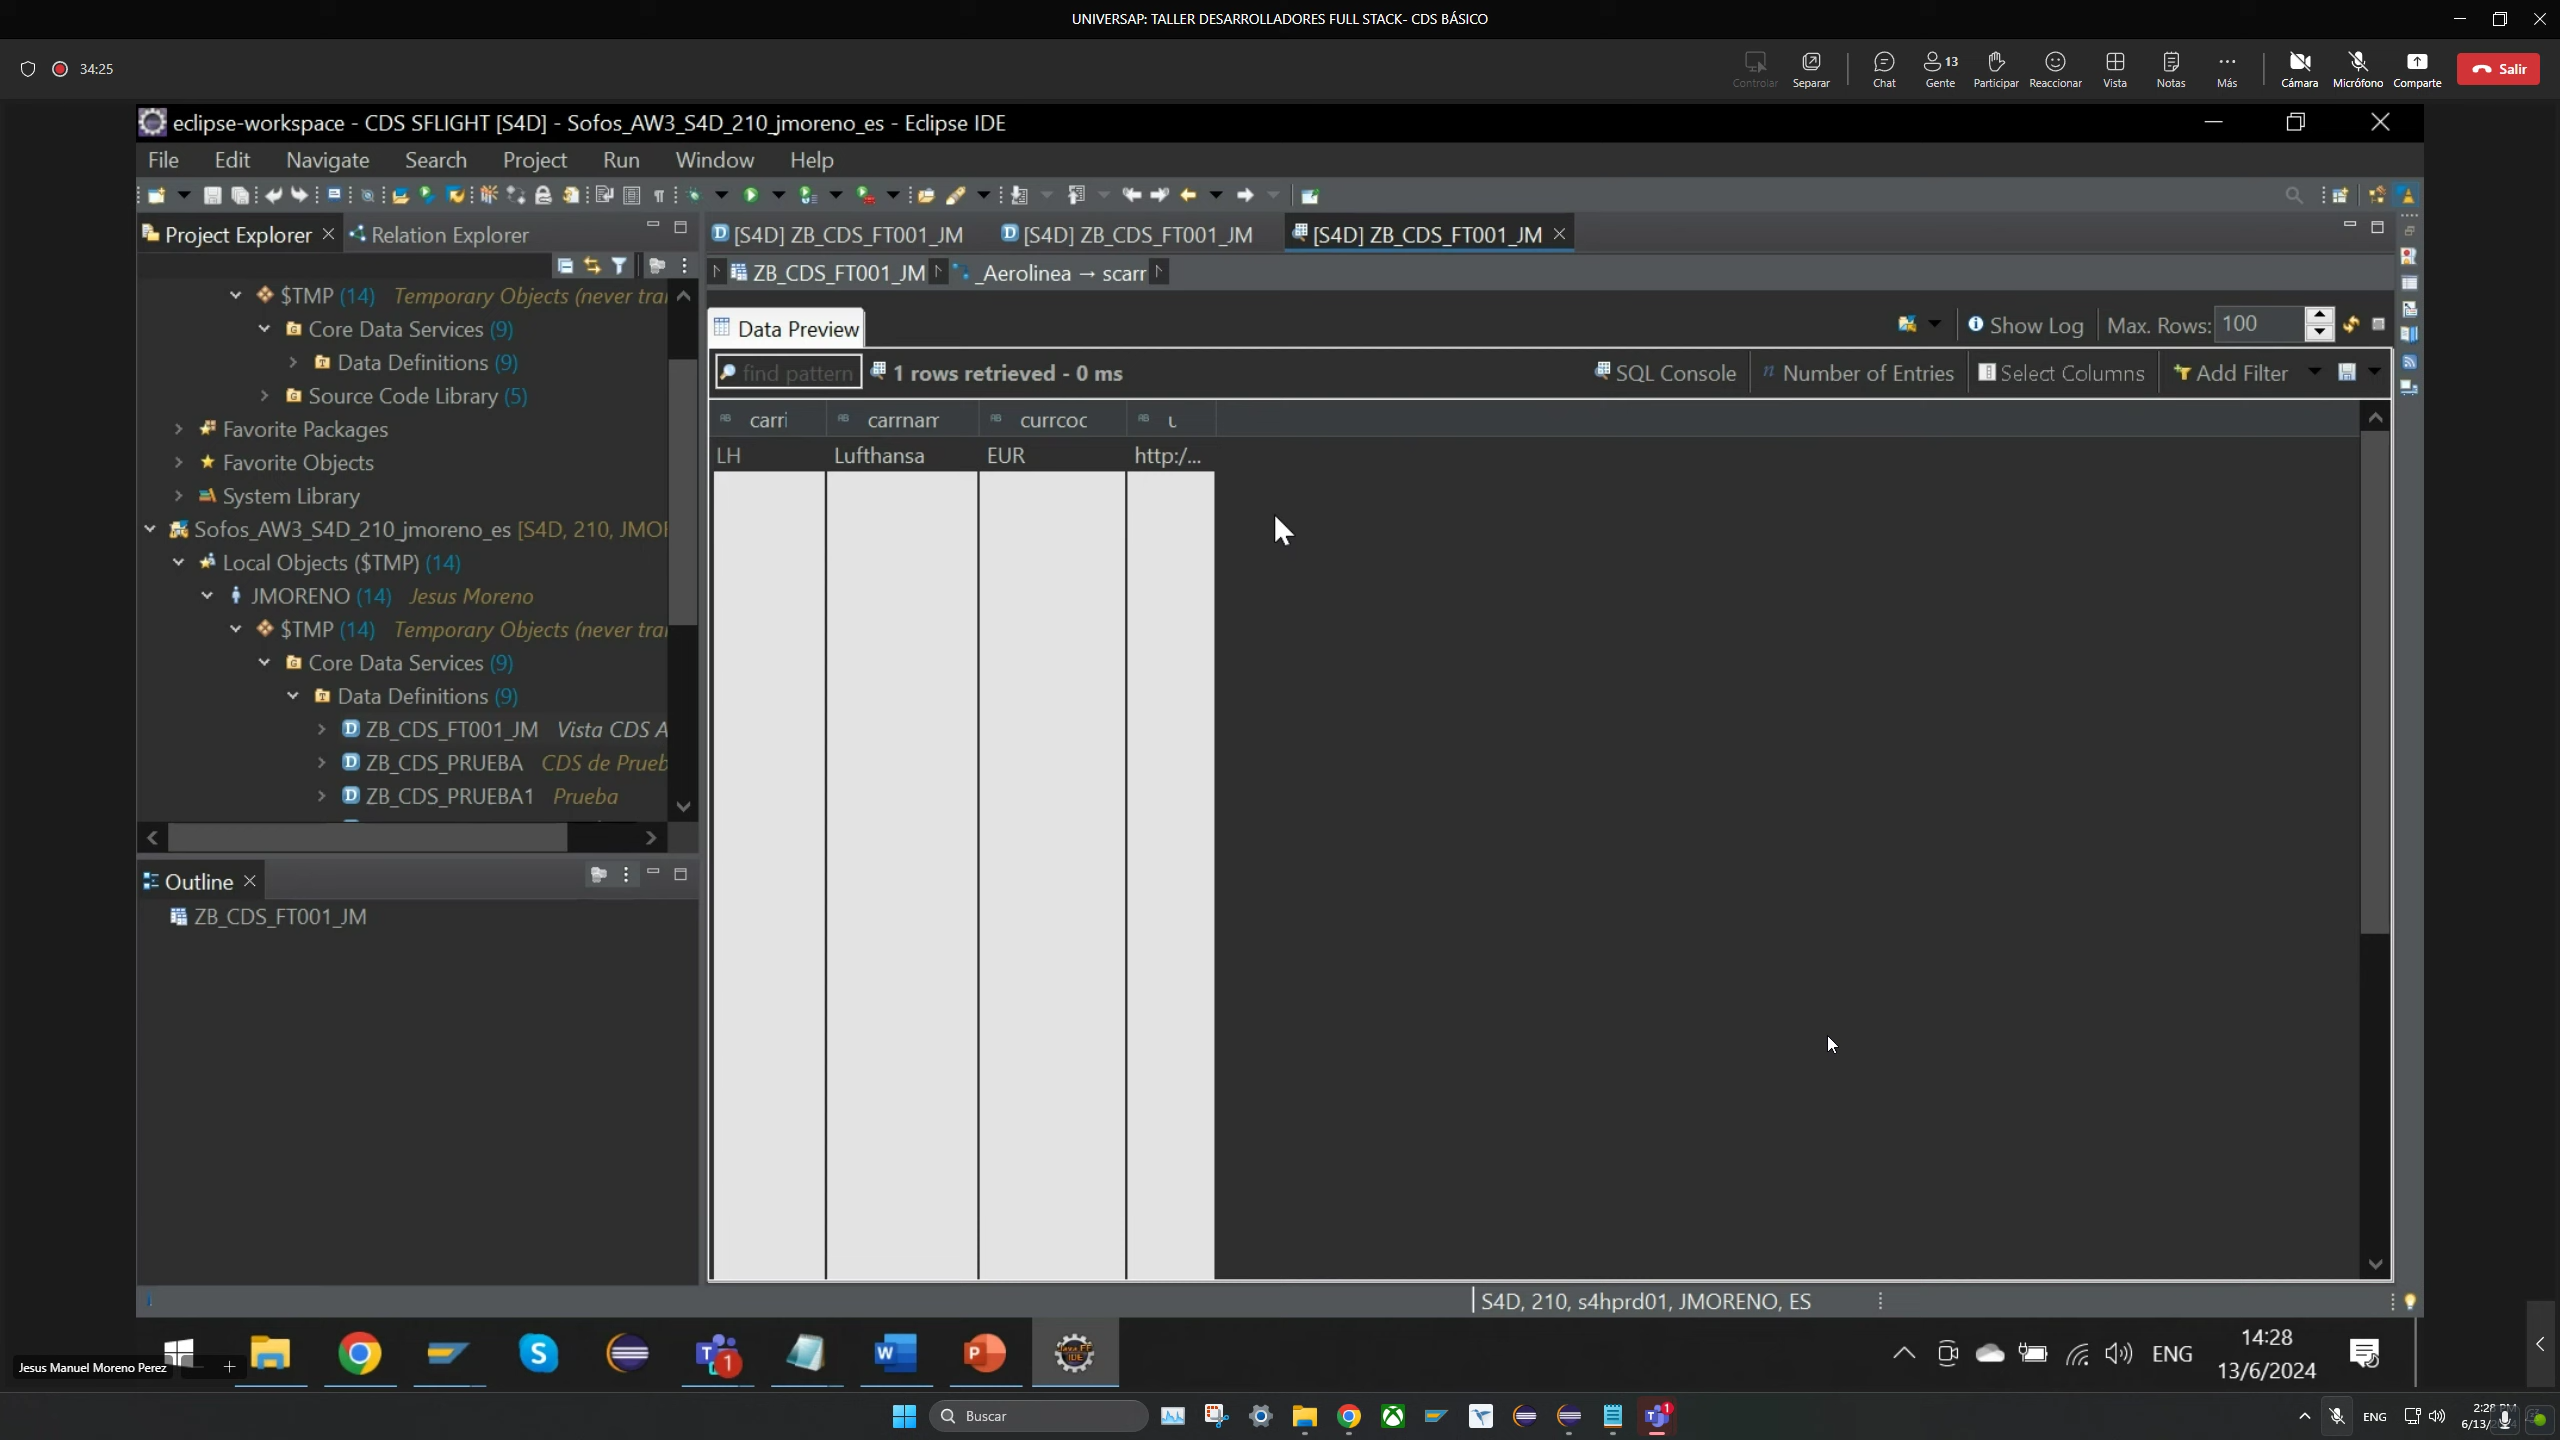 UNIVERSAP: TALLER DESARROLLADORES FULL STACK- CDS BÁSICO
34:25
Controlar Separar Chat 13 Gente Participar Reaccionar Vista Notas Más Cámara Micrófono Comparte Salir
eclipse-workspace - CDS SFLIGHT [S4D] - Sofos_AW3_S4D_210_jmoreno_es - Eclipse IDE
File Edit Navigate Search Project Run Window Help
Project Explorer Relation Explorer
[S4D] ZB_CDS_FT001_JM [S4D] ZB_CDS_FT001_JM [S4D] ZB_CDS_FT001_JM
ZB_CDS_FT001_JM _Aerolinea → scarr
$TMP (14) Temporary Objects (never tra
Core Data Services (9)
Data Definitions (9)
Source Code Library (5)
Favorite Packages
Favorite Objects
System Library
Sofos_AW3_S4D_210_jmoreno_es [S4D, 210, JMO
Local Objects ($TMP) (14)
JMORENO (14) Jesus Moreno
$TMP (14) Temporary Objects (never tra
Core Data Services (9)
Data Definitions (9)
ZB_CDS_FT001_JM Vista CDS A
ZB_CDS_PRUEBA CDS de Prueb
ZB_CDS_PRUEBA1 Prueba
Outline
ZB_CDS_FT001_JM
Data Preview
Show Log Max. Rows: 100
find pattern 1 rows retrieved - 0 ms SQL Console Number of Entries Select Columns Add Filter
carri carrnam currcoc u
LH Lufthansa EUR http:/...
S4D, 210, s4hprd01, JMORENO, ES
Jesus Manuel Moreno Perez
ENG
14:28
13/6/2024
Buscar
ENG
2:28 PM
6/13/